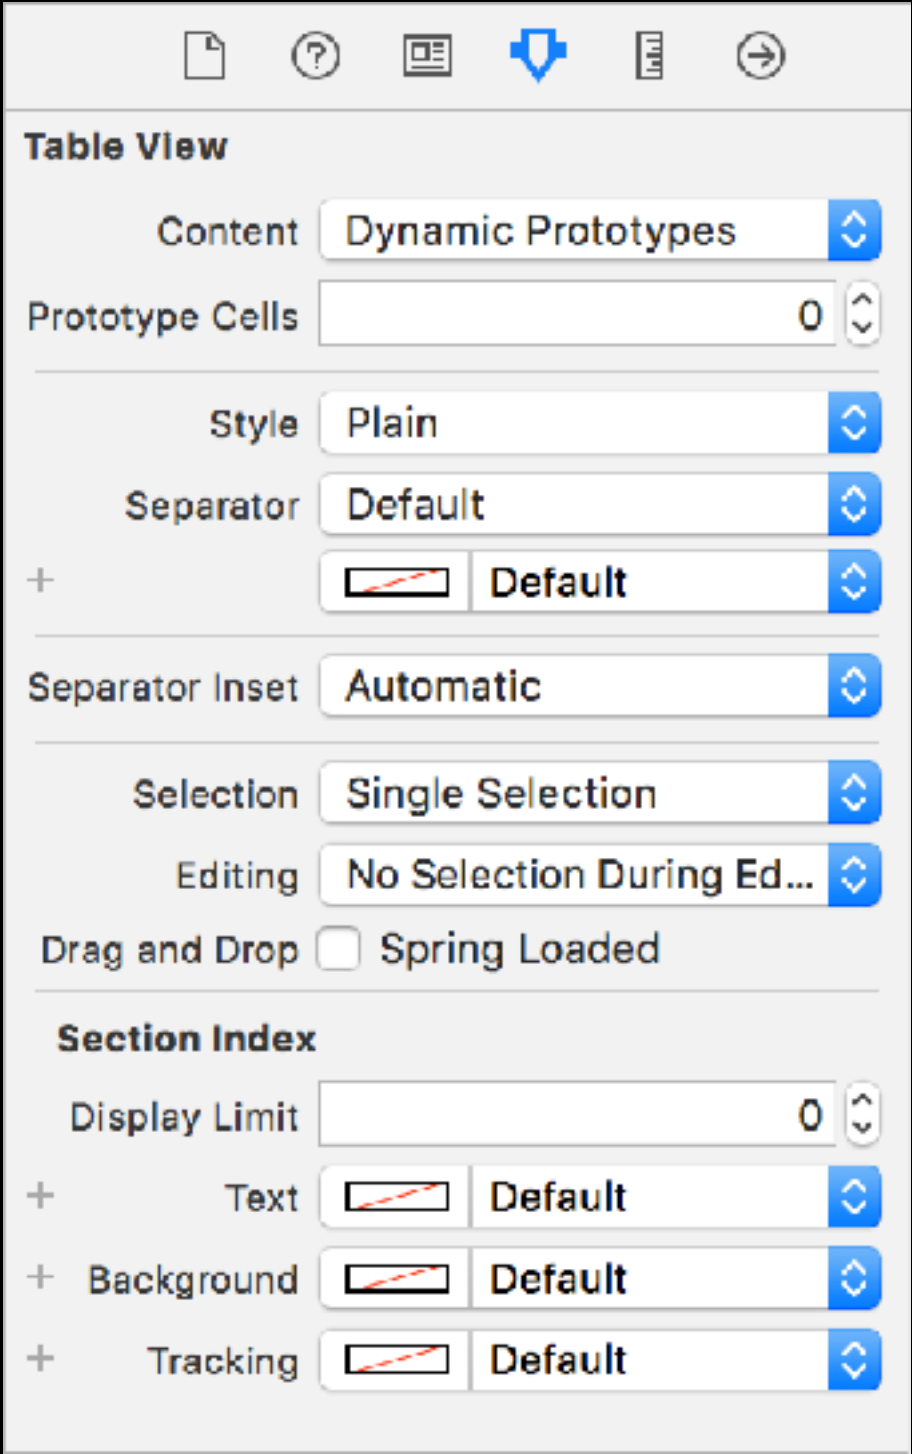 ?
Table View
Content Dynamic Prototypes
Prototype Cells 0
Style Plain
Separator Default
+ Default
Separator Inset Automatic
Selection Single Selection
Editing No Selection During Ed...
Drag and Drop Spring Loaded
Section Index
Display Limit 0
+ Text Default
+ Background Default
+ Tracking Default